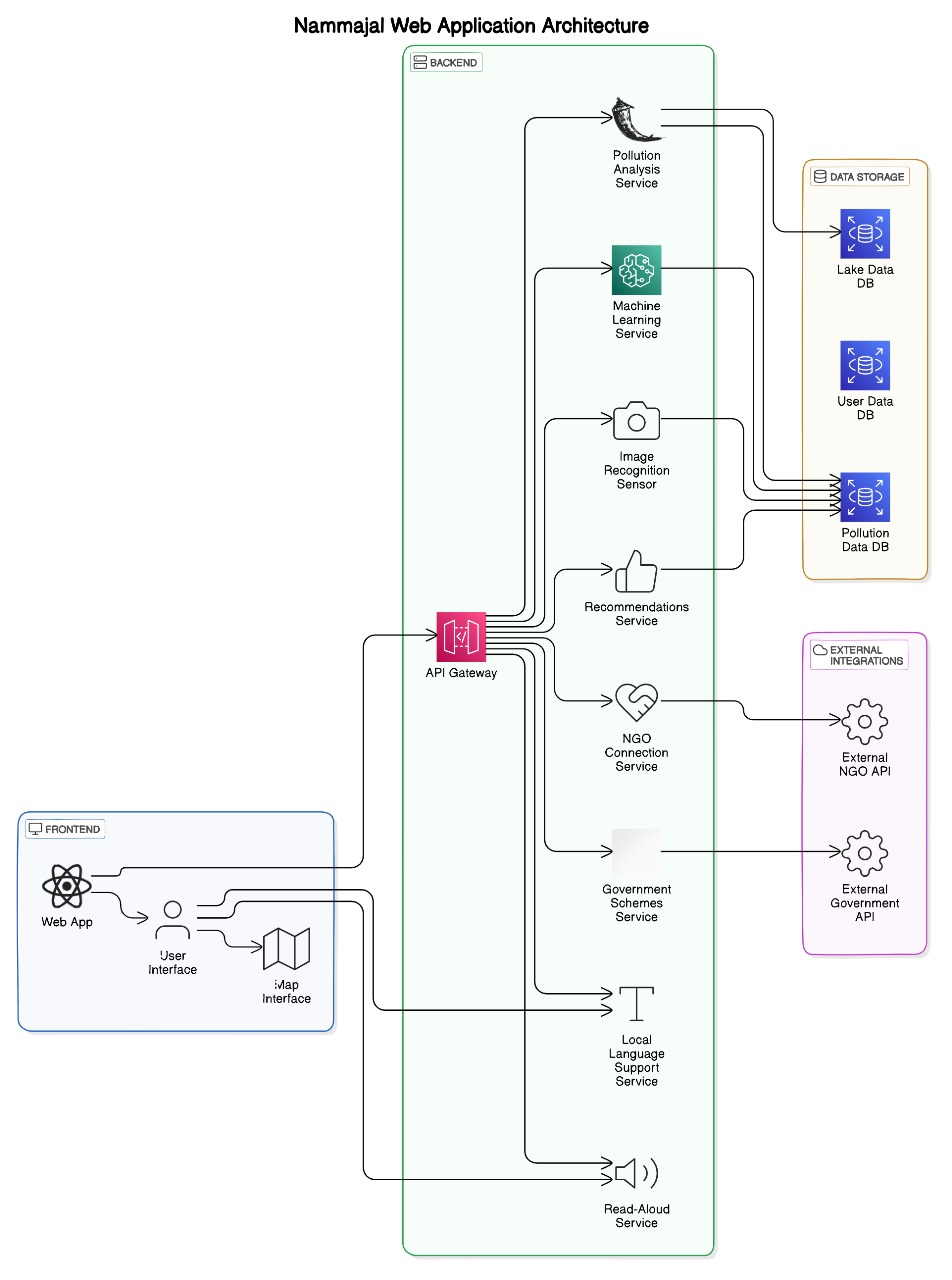 Nammajal Web Application Architecture
BACKEND
Pollution
Analysis
Service
DATA STORAGE
Lake Data
DB
Machine
Learning
Service
User Data
DB
Image
Recognition
Sensor
Pollution
Data DB
Recommendations
Service
API Gateway
EXTERNAL
INTEGRATIONS
NGO
Connection
Service
External
NGO API
FRONTEND
Web App
User
Interface
Map
Interface
Government
Schemes
Service
External
Government
API
Local
Language
Support
Service
Read-Aloud
Service